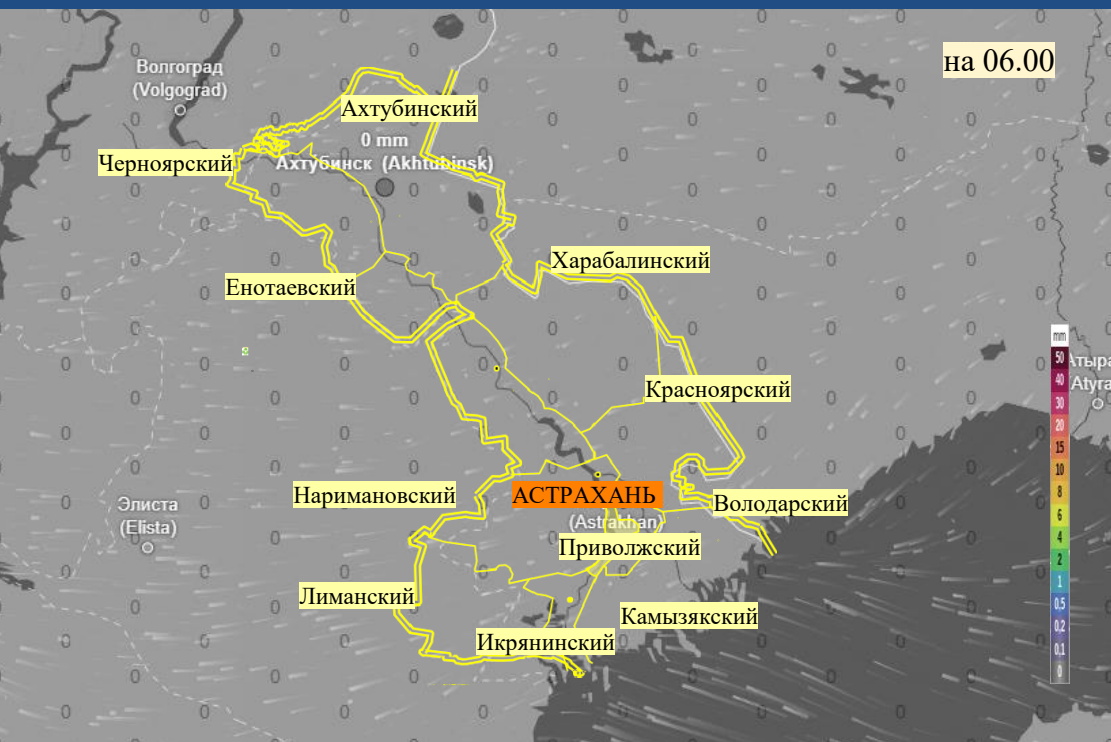 на 06.00
Волгоград
(Volgograd)
Ахтубинский
0 mm
Ахтубинск (Akhtubinsk)
Черноярский
Харабалинский
Енотаевский
mm
50
40
30
20
15
10
8
6
4
2
1
0,5
0,2
0,1
0
Атыра
Atyra
Красноярский
Наримановский
АСТРАХАНЬ
(Astrakhan)
Володарский
Элиста
(Elista)
Приволжский
Лиманский
Камызякский
Икрянинский